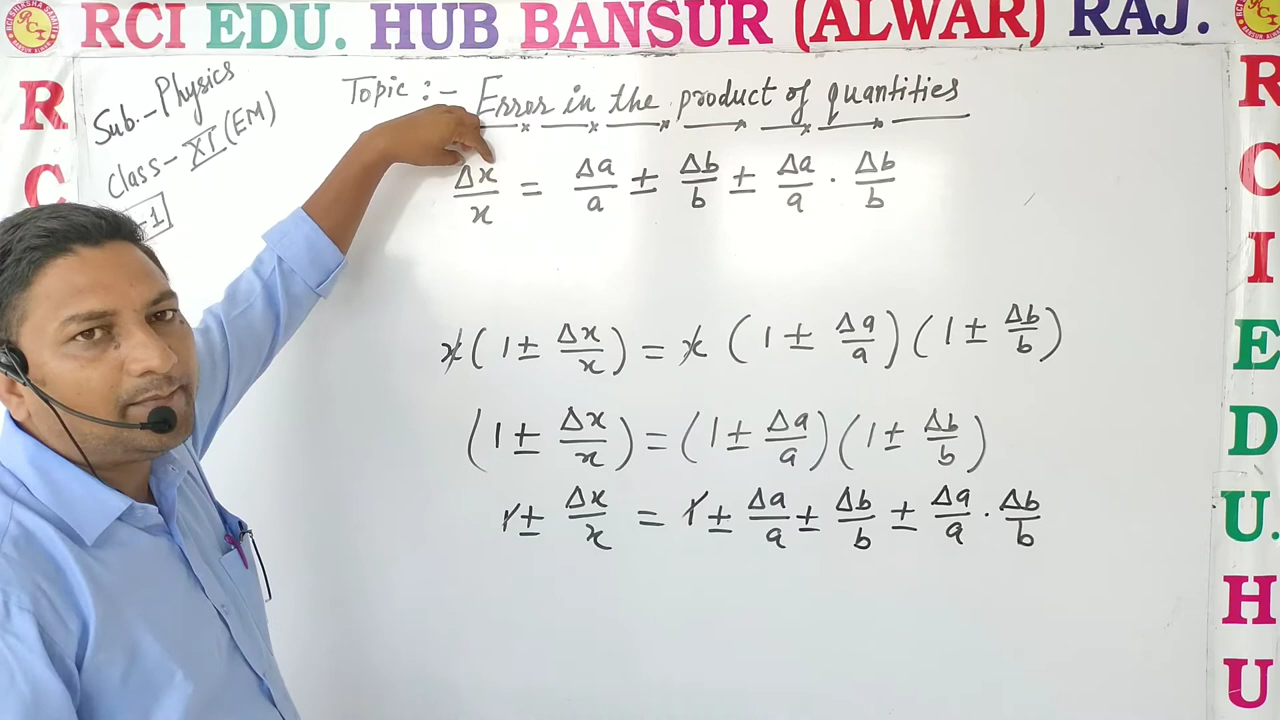 RCI EDU. HUB BANSUR (ALWAR) RAJ.
R
C
Sub.- Physics
Class- XI (EM)
-1
Topic :- Error in the product of quantities
Δx/x = Δa/a ± Δb/b ± Δa/a · Δb/b
x(1 ± Δx/x) = x (1 ± Δa/a)(1 ± Δb/b)
(1 ± Δx/x) = (1 ± Δa/a)(1 ± Δb/b)
1 ± Δx/x = 1 ± Δa/a ± Δb/b ± Δa/a · Δb/b
R
C
I
E
D
U.
H
U